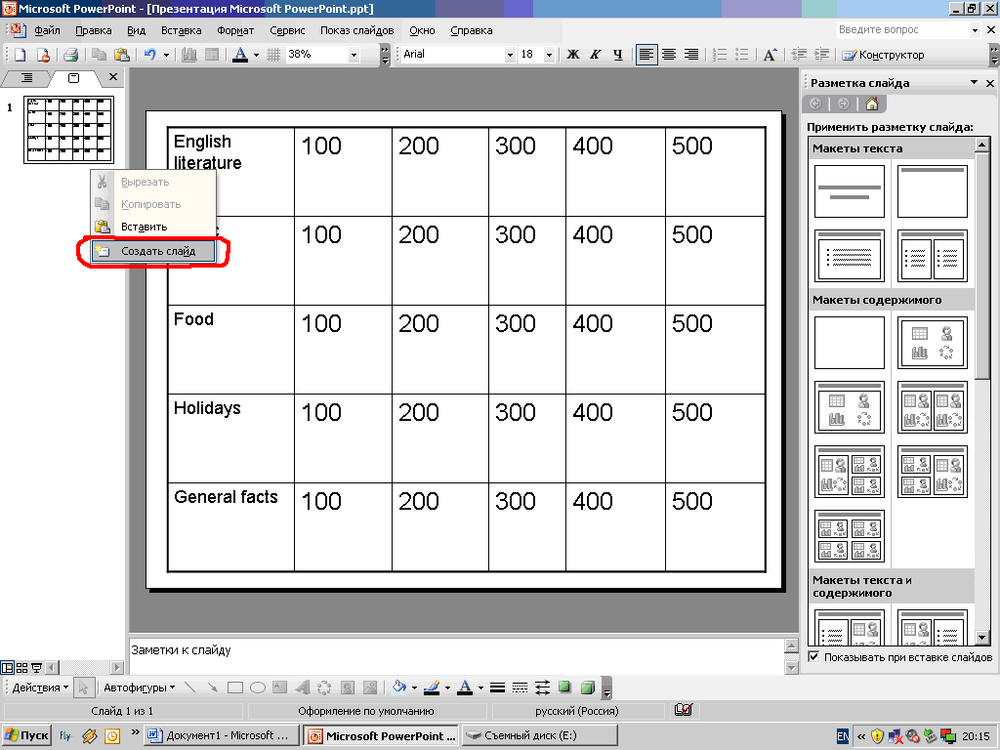 Microsoft PowerPoint - [Презентация Microsoft PowerPoint.ppt]
Файл Правка Вид Вставка Формат Сервис Показ слайдов Окно Справка Введите вопрос
38% Arial 18 Ж К Ч Конструктор
Разметка слайда
1
Применить разметку слайда:
Макеты текста
Макеты содержимого
Макеты текста и
содержимого
Показывать при вставке слайдов
Вырезать
Копировать
Вставить
Создать слайд
English
literature
100 200 300 400 500
100 200 300 400 500
Food 100 200 300 400 500
Holidays 100 200 300 400 500
General facts 100 200 300 400 500
Заметки к слайду
Действия Автофигуры
Слайд 1 из 1 Оформление по умолчанию русский (Россия)
Пуск Документ1 - Microsoft ... Microsoft PowerPoint ... Съемный диск (E:) EN 20:15